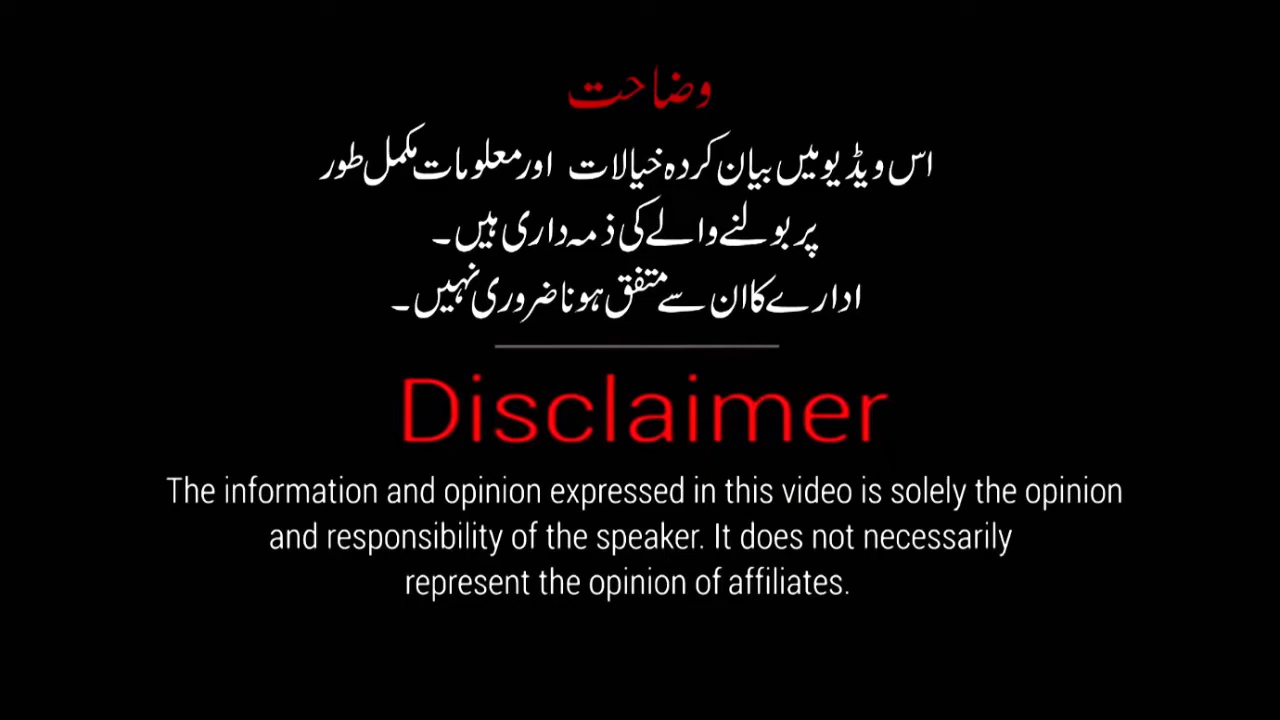 وضاحت
اس ویڈیو میں بیان کردہ خیالات اور معلومات مکمل طور
پر بولنے والے کی ذمہ داری ہیں۔
ادارے کا ان سے متفق ہونا ضروری نہیں۔
Disclaimer
The information and opinion expressed in this video is solely the opinion
and responsibility of the speaker. It does not necessarily
represent the opinion of affiliates.